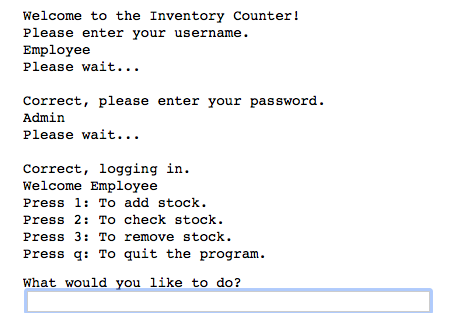 Welcome to the Inventory Counter!
Please enter your username.
Employee
Please wait...
Correct, please enter your password.
Admin
Please wait...
Correct, logging in.
Welcome Employee
Press 1: To add stock.
Press 2: To check stock.
Press 3: To remove stock.
Press q: To quit the program.
What would you like to do?